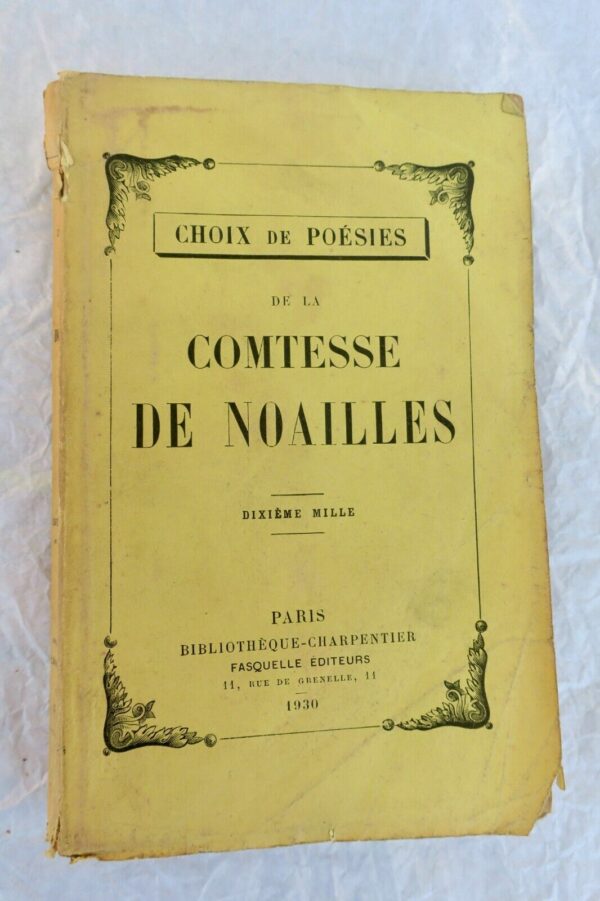 CHOIX DE POÉSIES
DE LA
COMTESSE
DE NOAILLES
DIXIÈME MILLE
PARIS
BIBLIOTHÈQUE-CHARPENTIER
FASQUELLE ÉDITEURS
11, RUE DE GRENELLE, 11
1930